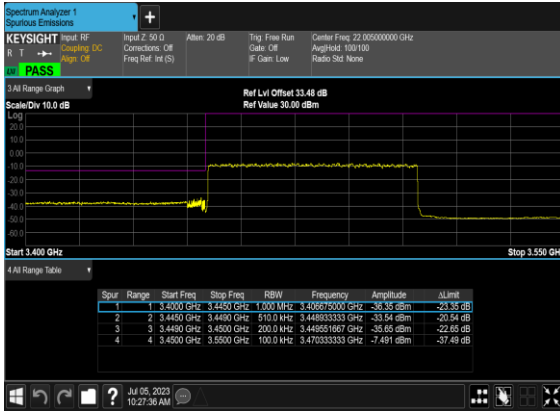 Spectrum Analyzer 1
Spurious Emissions
KEYSIGHT
R T
Input: RF
Coupling: DC
Align: Off
Input Z: 50 Ω
Corrections: Off
Freq Ref: Int (S)
Atten: 20 dB
Trig: Free Run
Gate: Off
IF Gain: Low
Center Freq: 22.005000000 GHz
Avg|Hold: 100/100
Radio Std: None
PASS
3 All Range Graph
Scale/Div 10.0 dB
Ref Lvl Offset 33.48 dB
Ref Value 30.00 dBm
Log
20.0
10.0
0.00
-10.0
-20.0
-30.0
-40.0
-50.0
-60.0
Start 3.400 GHz
Stop 3.550 GH
4 All Range Table
Spur Range Start Freq Stop Freq RBW Frequency Amplitude ΔLimit
1 1 3.4000 GHz 3.4450 GHz 1.000 MHz 3.406675000 GHz -36.35 dBm -23.35 dB
2 2 3.4450 GHz 3.4490 GHz 510.0 kHz 3.448933333 GHz -33.54 dBm -20.54 dB
3 3 3.4490 GHz 3.4500 GHz 200.0 kHz 3.449551667 GHz -35.65 dBm -22.65 dB
4 4 3.4500 GHz 3.5500 GHz 100.0 kHz 3.470333333 GHz -7.491 dBm -37.49 dB
Jul 05, 2023
10:27:36 AM